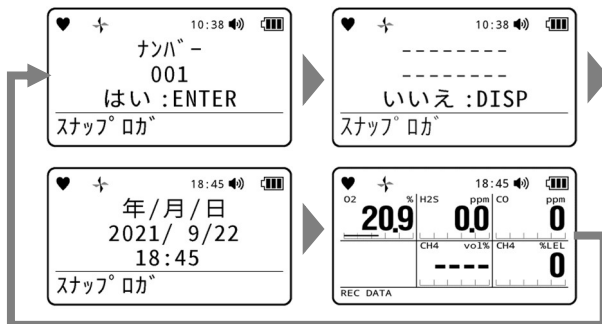 10:38
ナンバー
001
はい :ENTER
スナップロガ
10:38
--------
--------
いいえ :DISP
スナップロガ
18:45
年/月/日
2021/ 9/22
18:45
スナップロガ
18:45
O2 % H2S ppm CO ppm
20.9 0.0 0
CH4 vol% CH4 %LEL
---- 0
REC DATA